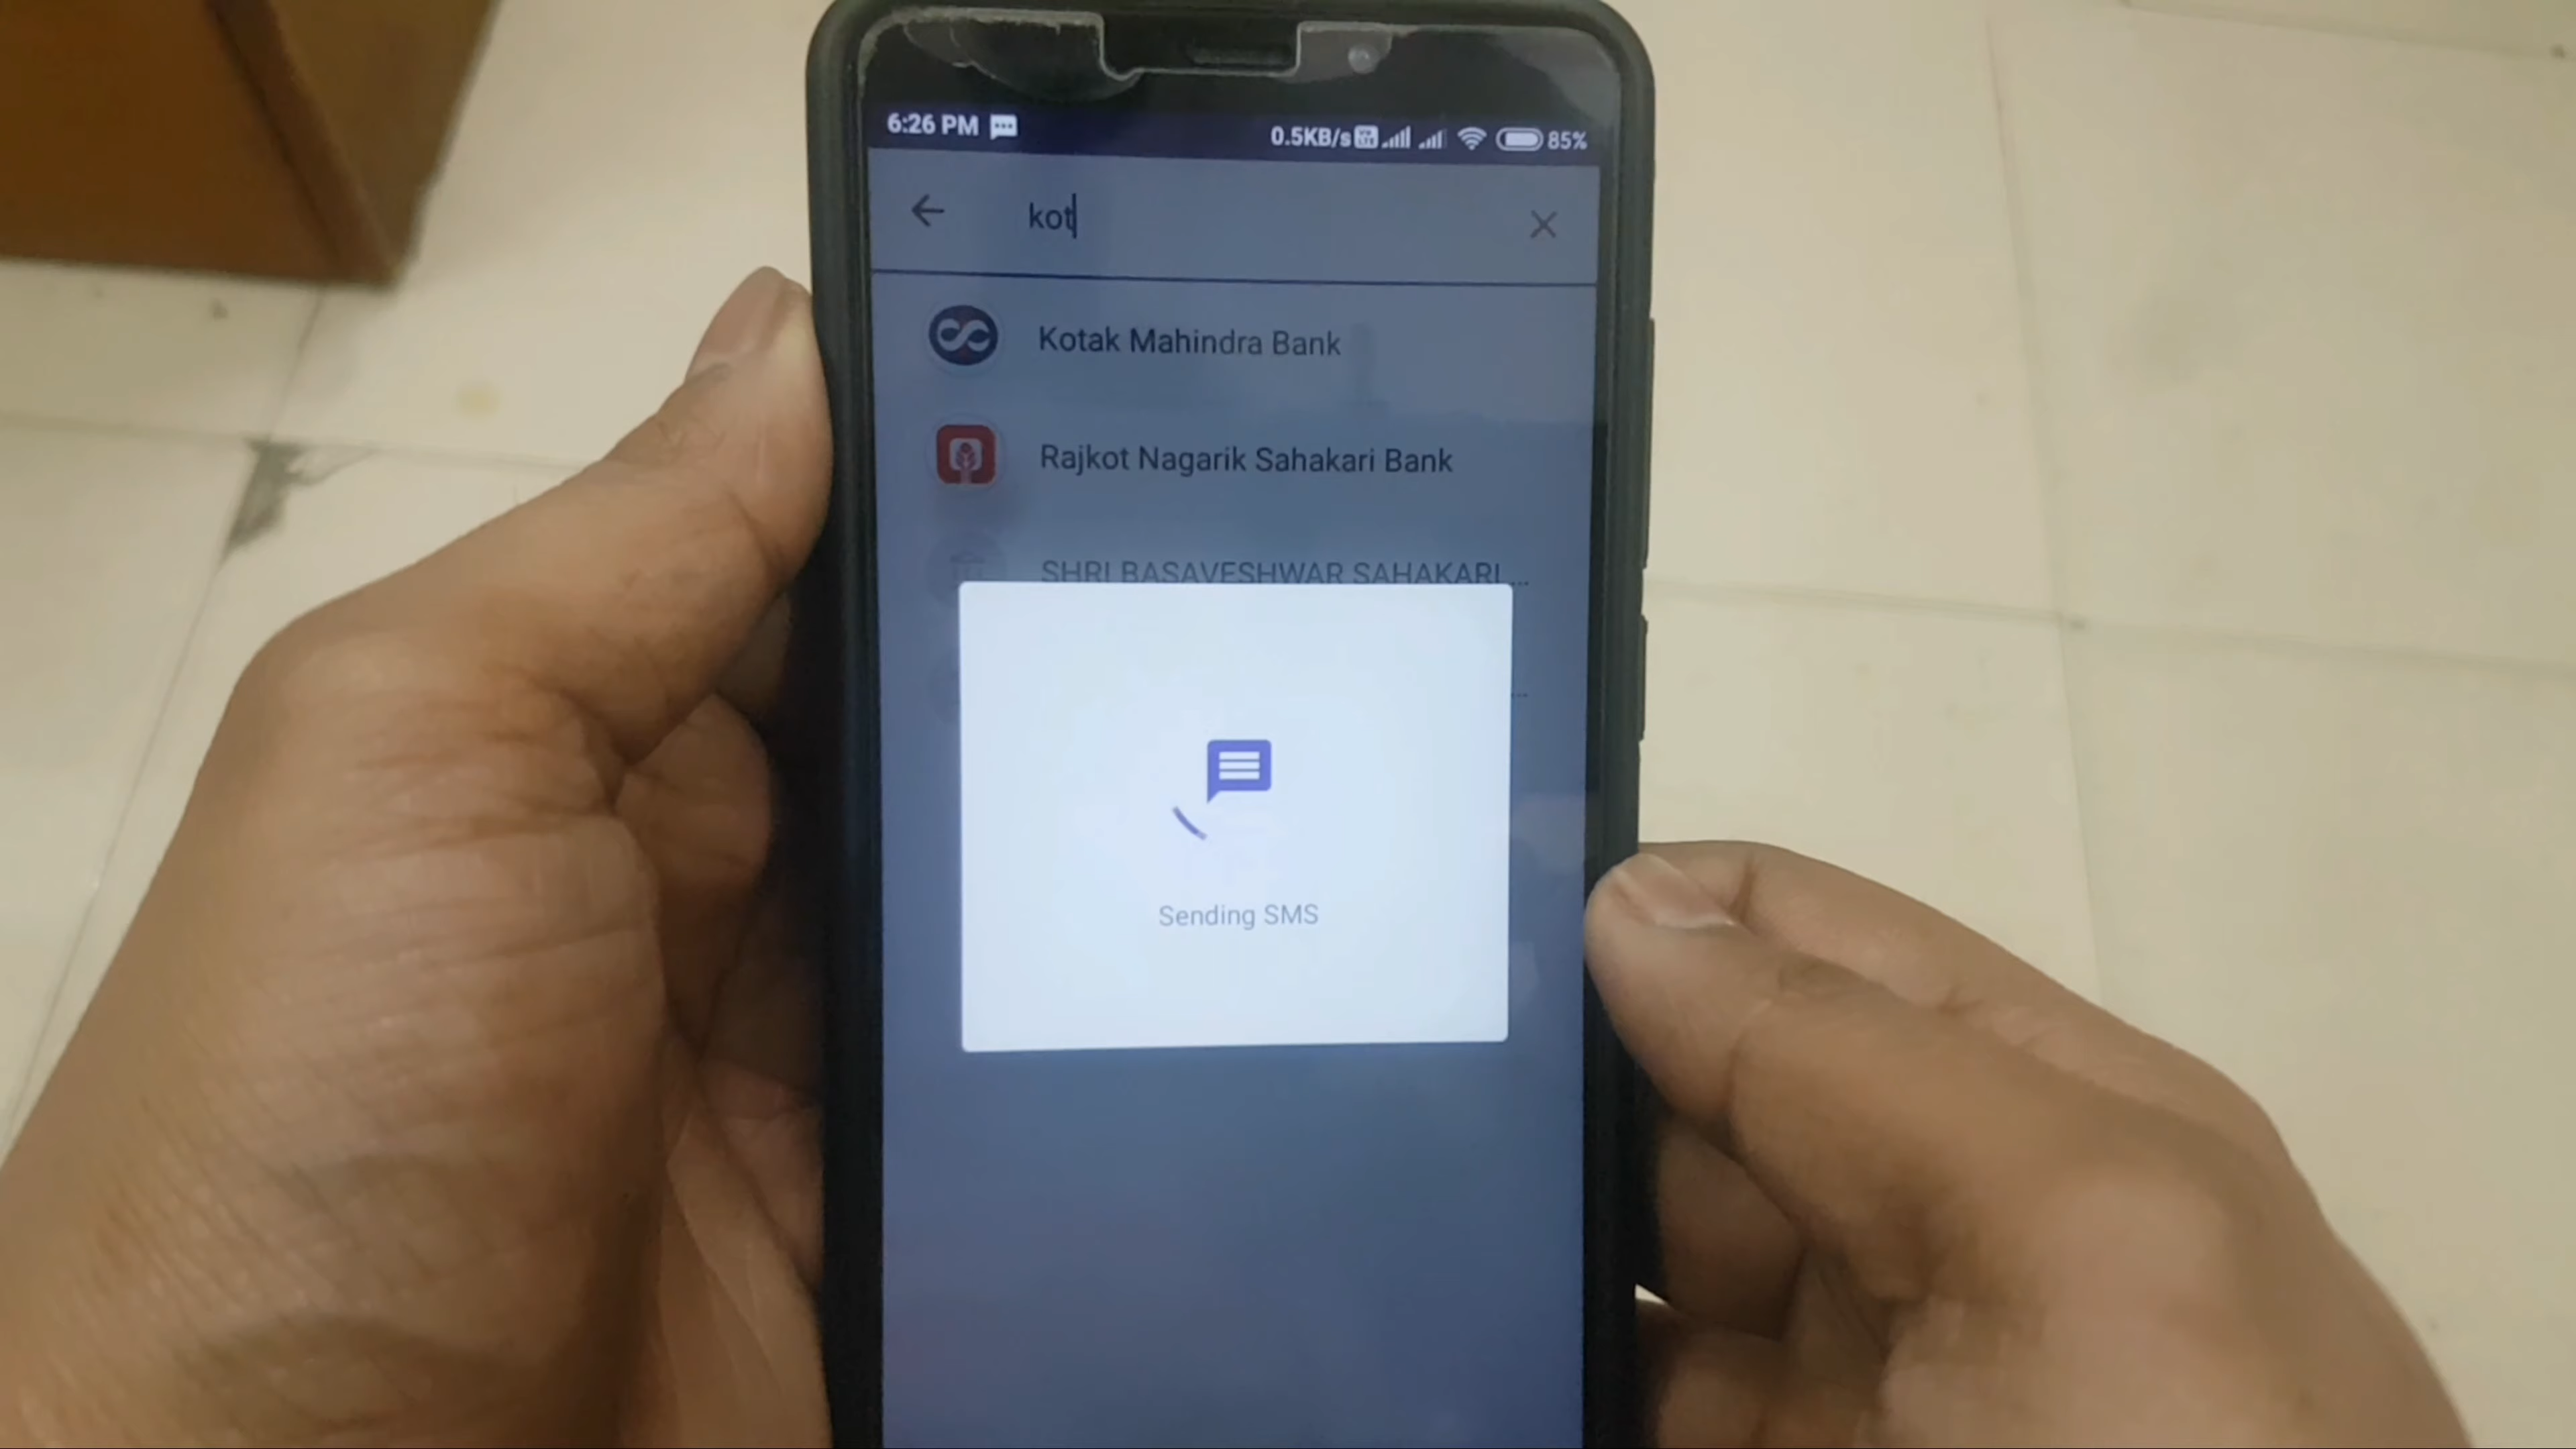 6:26 PM 0.5KB/s 85%
kot
Kotak Mahindra Bank
Rajkot Nagarik Sahakari Bank
SHRI BASAVESHWAR SAHAKARI ...
...
Sending SMS